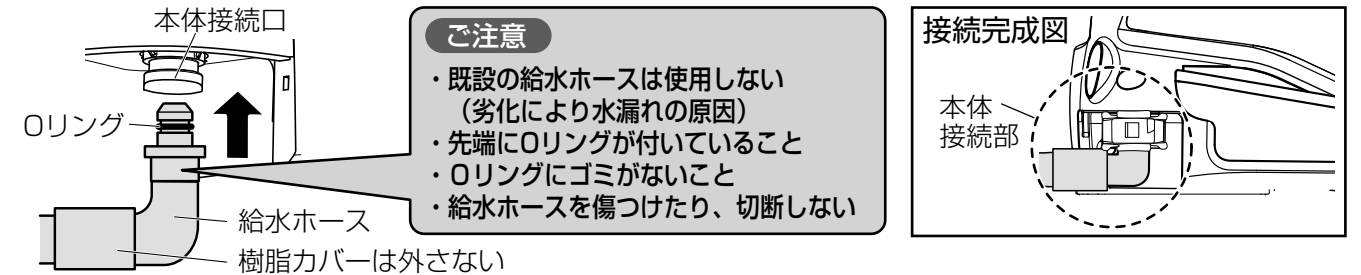 本体接続口
Oリング
給水ホース
樹脂カバーは外さない
ご注意
・既設の給水ホースは使用しない
（劣化により水漏れの原因）
・先端にOリングが付いていること
・Oリングにゴミがないこと
・給水ホースを傷つけたり、切断しない
接続完成図
本体
接続部